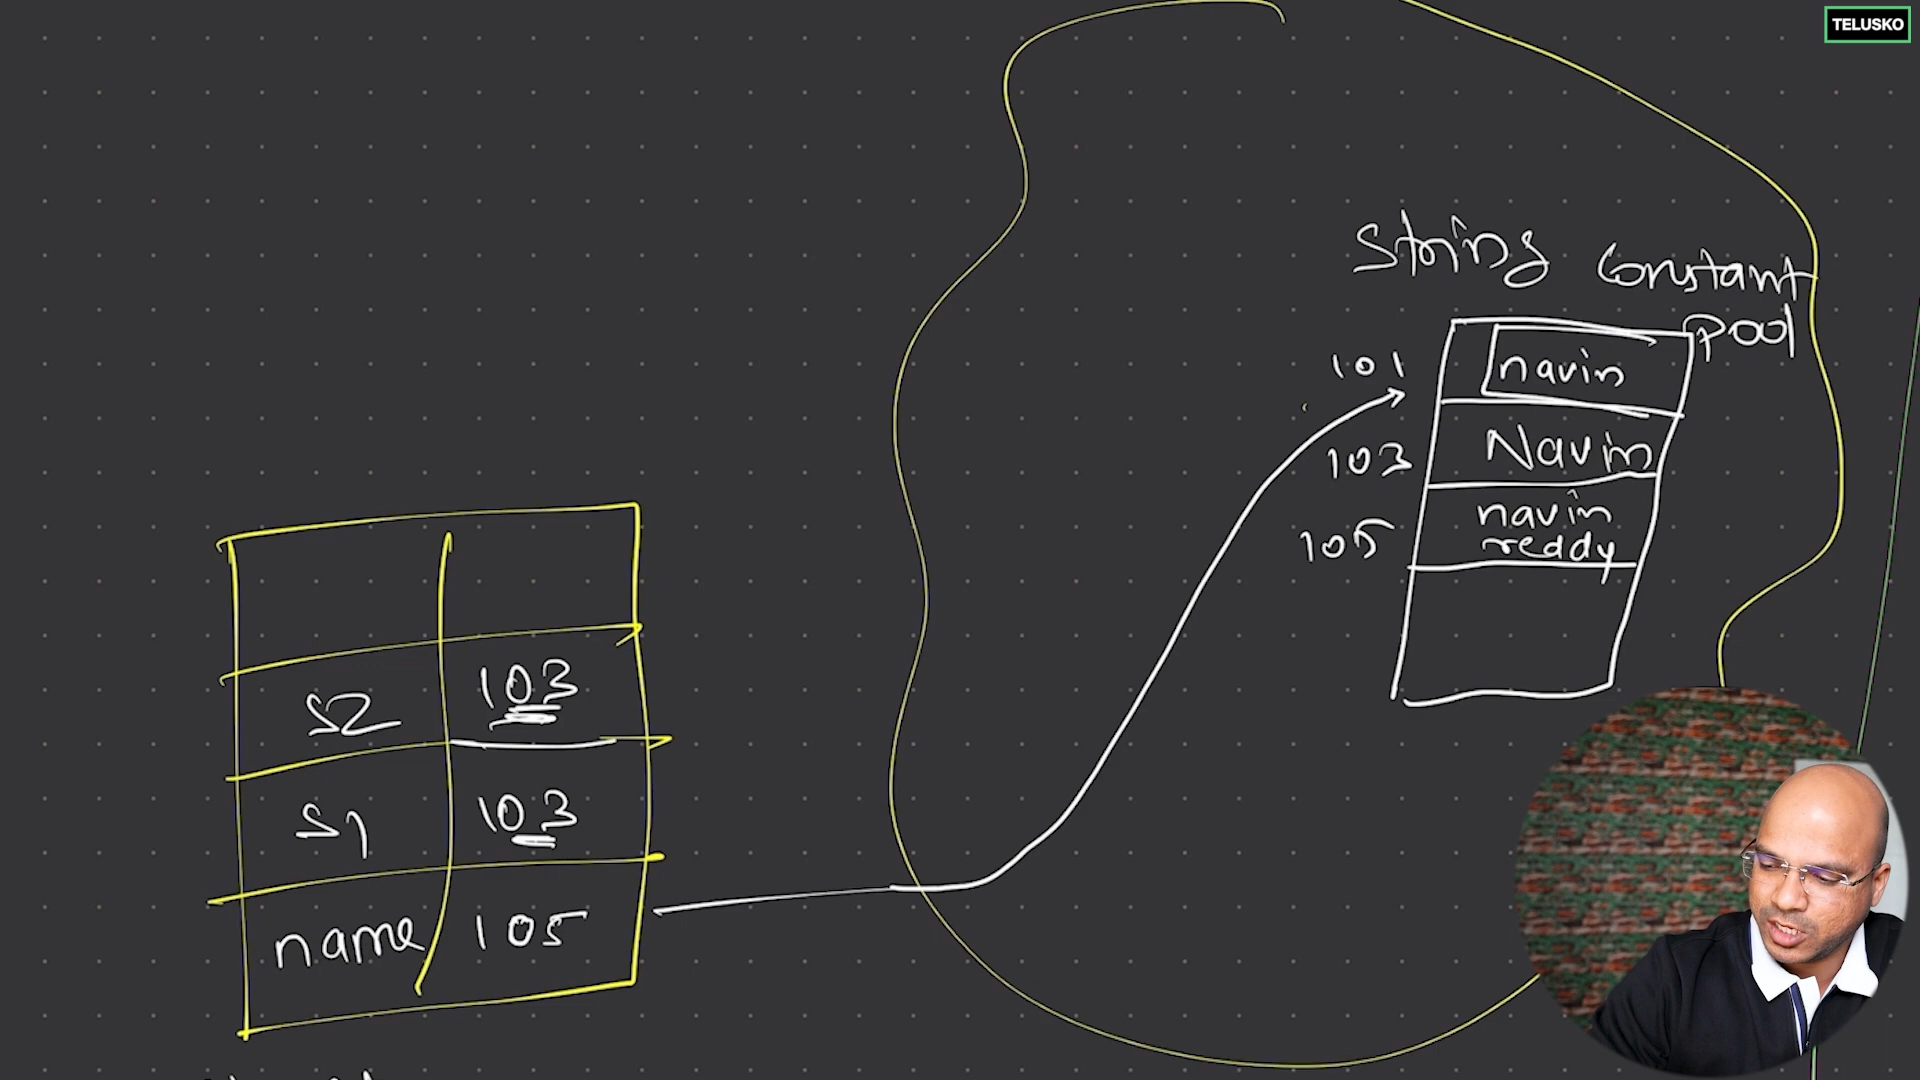 TELUSKO
String Constant
pool
101 navin
103 Navin
105 navin
reddy
s2 103
s1 103
name 105